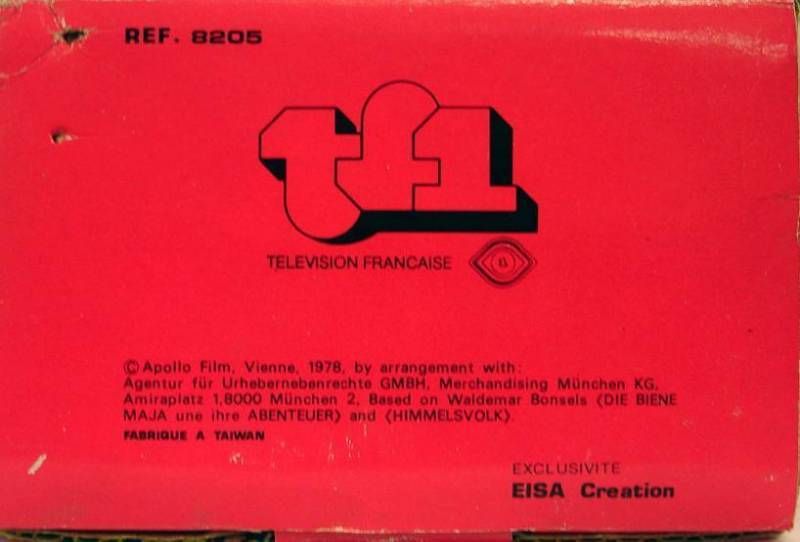 REF. 8205
tf1
TELEVISION FRANCAISE
© Apollo Film, Vienne, 1978, by arrangement with:
Agentur für Urhebernebenrechte GMBH, Merchandising München KG,
Amiraplatz 1,8000 München 2, Based on Waldemar Bonsels (DIE BIENE
MAJA une ihre ABENTEUER) and (HIMMELSVOLK).
FABRIQUE A TAIWAN
EXCLUSIVITE
EISA Creation